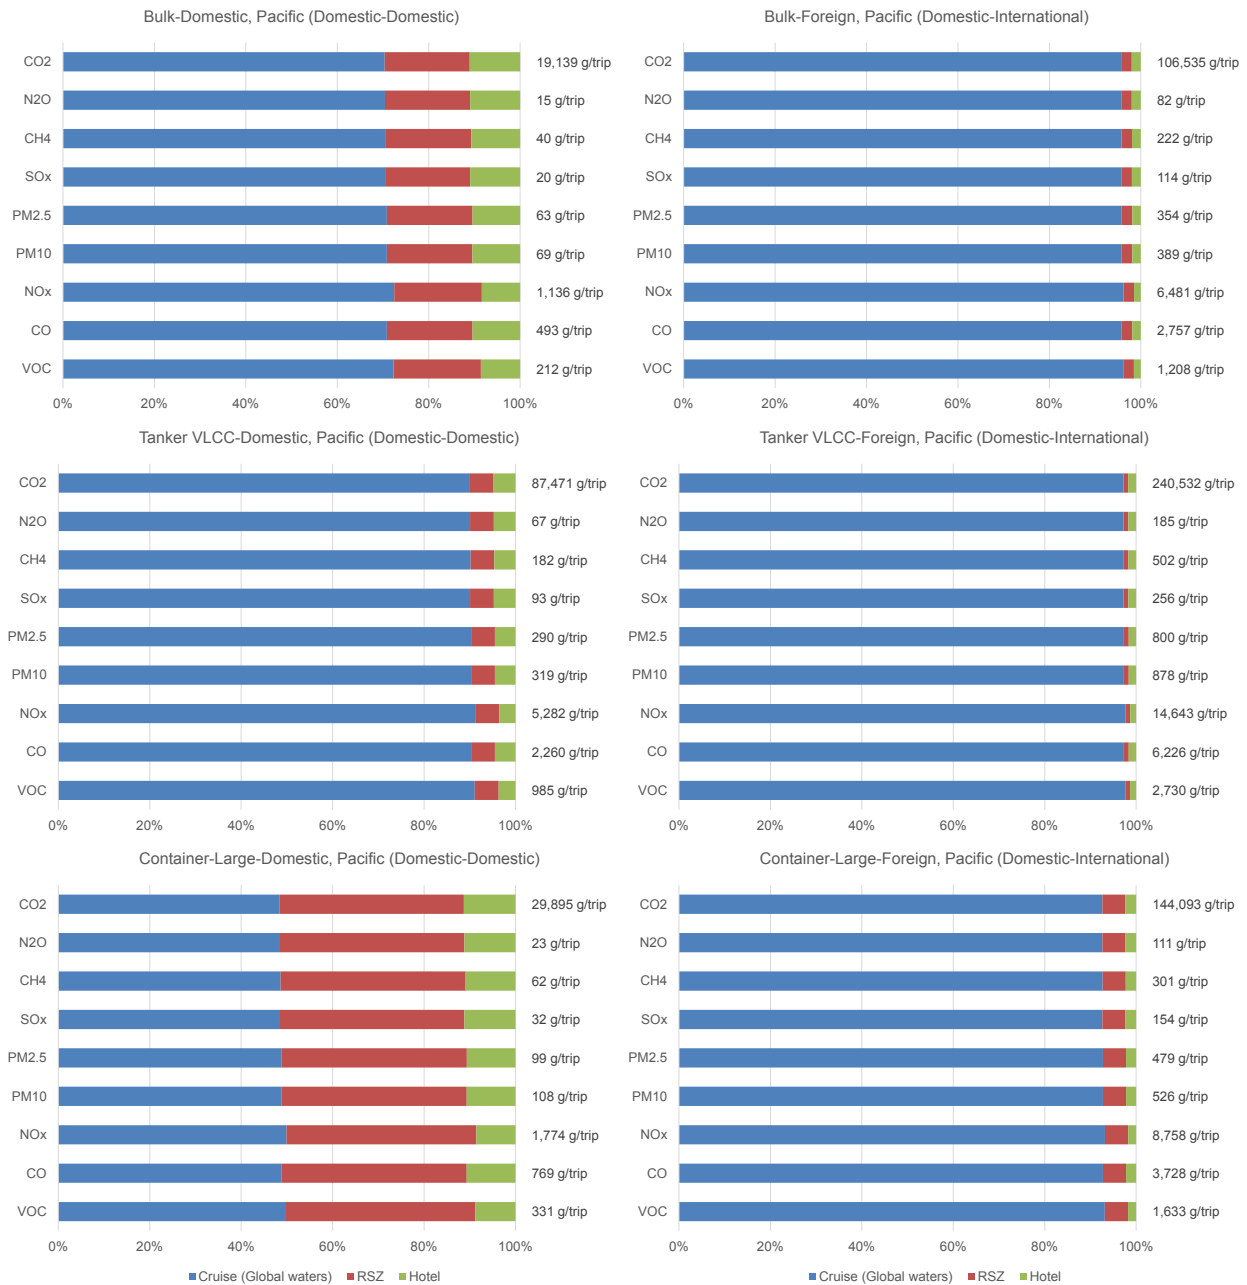 Bulk-Domestic, Pacific (Domestic-Domestic)
CO2 19,139 g/trip
N2O 15 g/trip
CH4 40 g/trip
SOx 20 g/trip
PM2.5 63 g/trip
PM10 69 g/trip
NOx 1,136 g/trip
CO 493 g/trip
VOC 212 g/trip
0% 20% 40% 60% 80% 100%
Bulk-Foreign, Pacific (Domestic-International)
CO2 106,535 g/trip
N2O 82 g/trip
CH4 222 g/trip
SOx 114 g/trip
PM2.5 354 g/trip
PM10 389 g/trip
NOx 6,481 g/trip
CO 2,757 g/trip
VOC 1,208 g/trip
0% 20% 40% 60% 80% 100%
Tanker VLCC-Domestic, Pacific (Domestic-Domestic)
CO2 87,471 g/trip
N2O 67 g/trip
CH4 182 g/trip
SOx 93 g/trip
PM2.5 290 g/trip
PM10 319 g/trip
NOx 5,282 g/trip
CO 2,260 g/trip
VOC 985 g/trip
0% 20% 40% 60% 80% 100%
Tanker VLCC-Foreign, Pacific (Domestic-International)
CO2 240,532 g/trip
N2O 185 g/trip
CH4 502 g/trip
SOx 256 g/trip
PM2.5 800 g/trip
PM10 878 g/trip
NOx 14,643 g/trip
CO 6,226 g/trip
VOC 2,730 g/trip
0% 20% 40% 60% 80% 100%
Container-Large-Domestic, Pacific (Domestic-Domestic)
CO2 29,895 g/trip
N2O 23 g/trip
CH4 62 g/trip
SOx 32 g/trip
PM2.5 99 g/trip
PM10 108 g/trip
NOx 1,774 g/trip
CO 769 g/trip
VOC 331 g/trip
0% 20% 40% 60% 80% 100%
Container-Large-Foreign, Pacific (Domestic-International)
CO2 144,093 g/trip
N2O 111 g/trip
CH4 301 g/trip
SOx 154 g/trip
PM2.5 479 g/trip
PM10 526 g/trip
NOx 8,758 g/trip
CO 3,728 g/trip
VOC 1,633 g/trip
0% 20% 40% 60% 80% 100%
Cruise (Global waters) RSZ Hotel